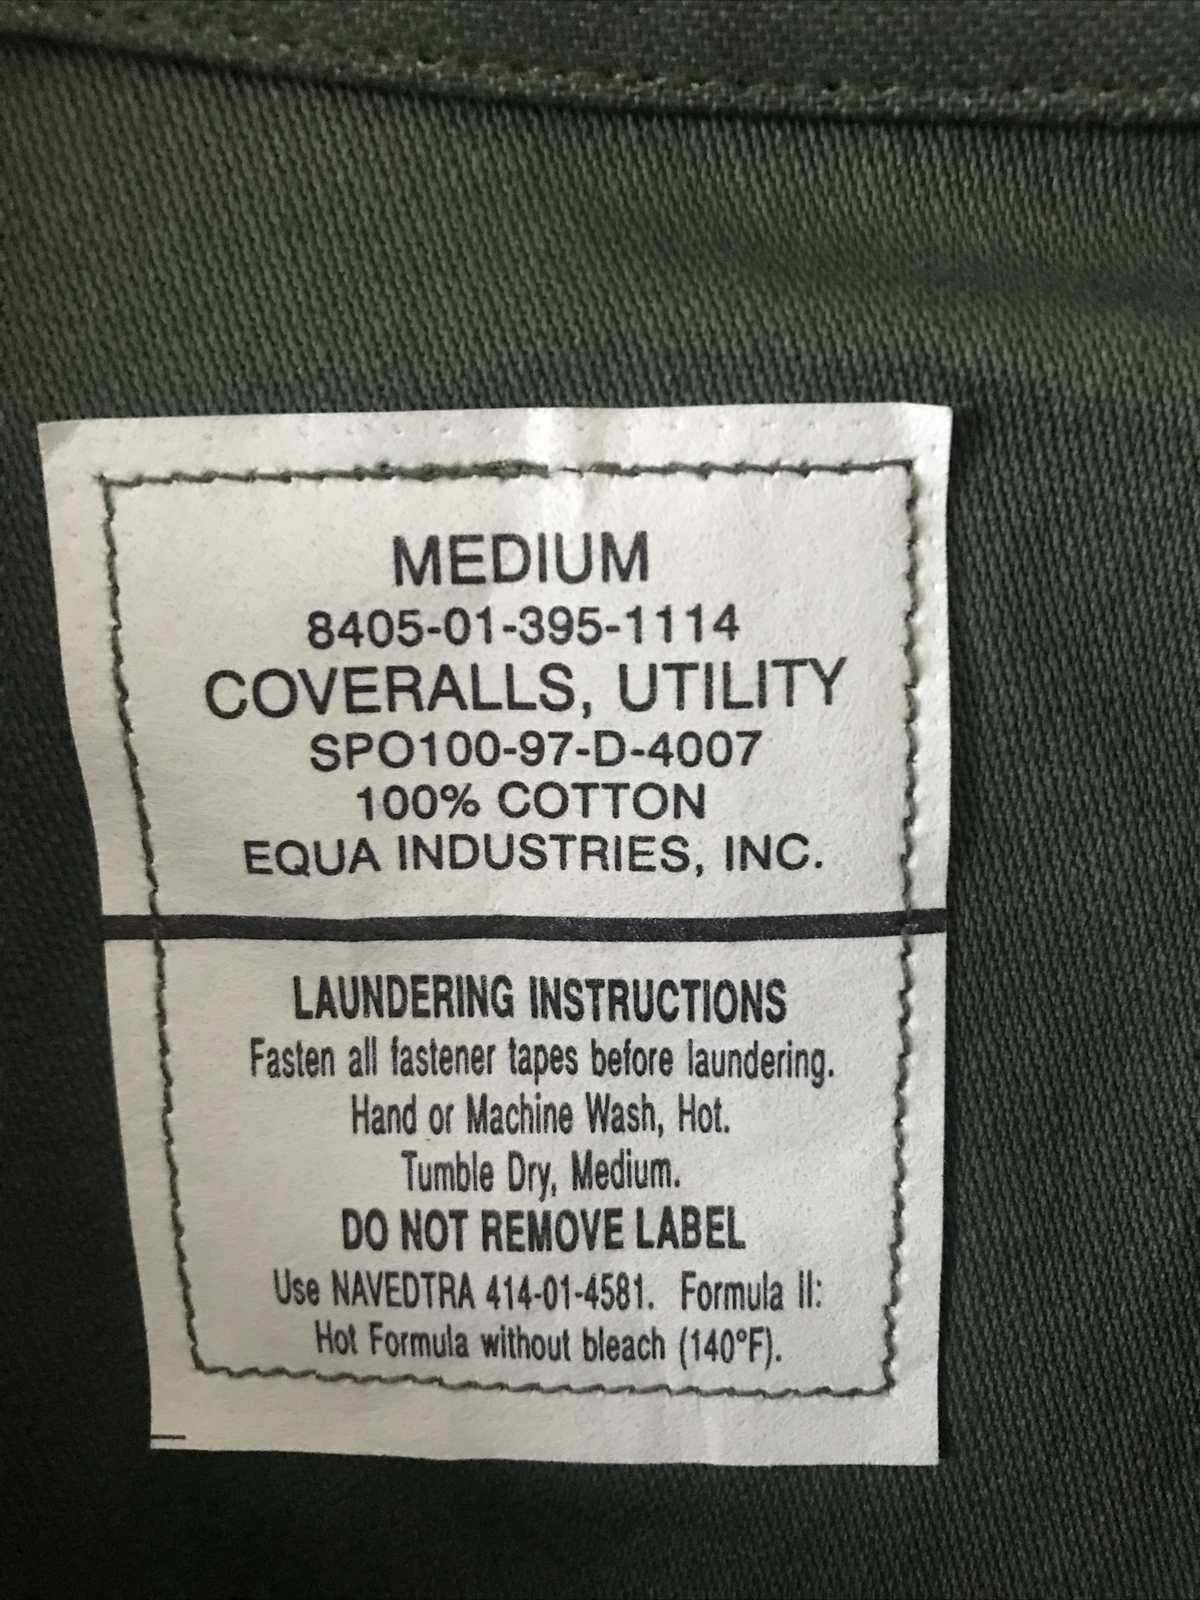 MEDIUM
8405-01-395-1114
COVERALLS, UTILITY
SPO100-97-D-4007
100% COTTON
EQUA INDUSTRIES, INC.
LAUNDERING INSTRUCTIONS
Fasten all fastener tapes before laundering.
Hand or Machine Wash, Hot.
Tumble Dry, Medium.
DO NOT REMOVE LABEL
Use NAVEDTRA 414-01-4581. Formula II:
Hot Formula without bleach (140°F).